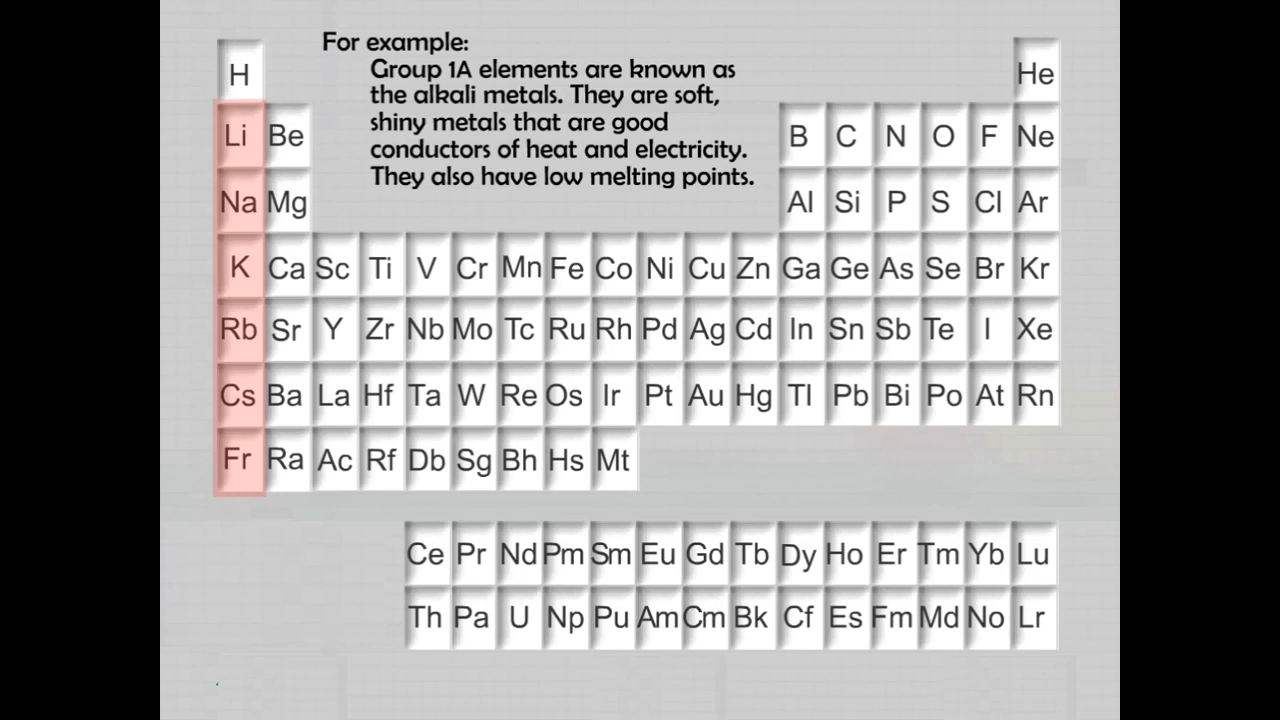 For example:
Group 1A elements are known as
the alkali metals. They are soft,
shiny metals that are good
conductors of heat and electricity.
They also have low melting points.
H He
Li Be B C N O F Ne
Na Mg Al Si P S Cl Ar
K Ca Sc Ti V Cr Mn Fe Co Ni Cu Zn Ga Ge As Se Br Kr
Rb Sr Y Zr Nb Mo Tc Ru Rh Pd Ag Cd In Sn Sb Te I Xe
Cs Ba La Hf Ta W Re Os Ir Pt Au Hg Tl Pb Bi Po At Rn
Fr Ra Ac Rf Db Sg Bh Hs Mt
Ce Pr Nd Pm Sm Eu Gd Tb Dy Ho Er Tm Yb Lu
Th Pa U Np Pu Am Cm Bk Cf Es Fm Md No Lr